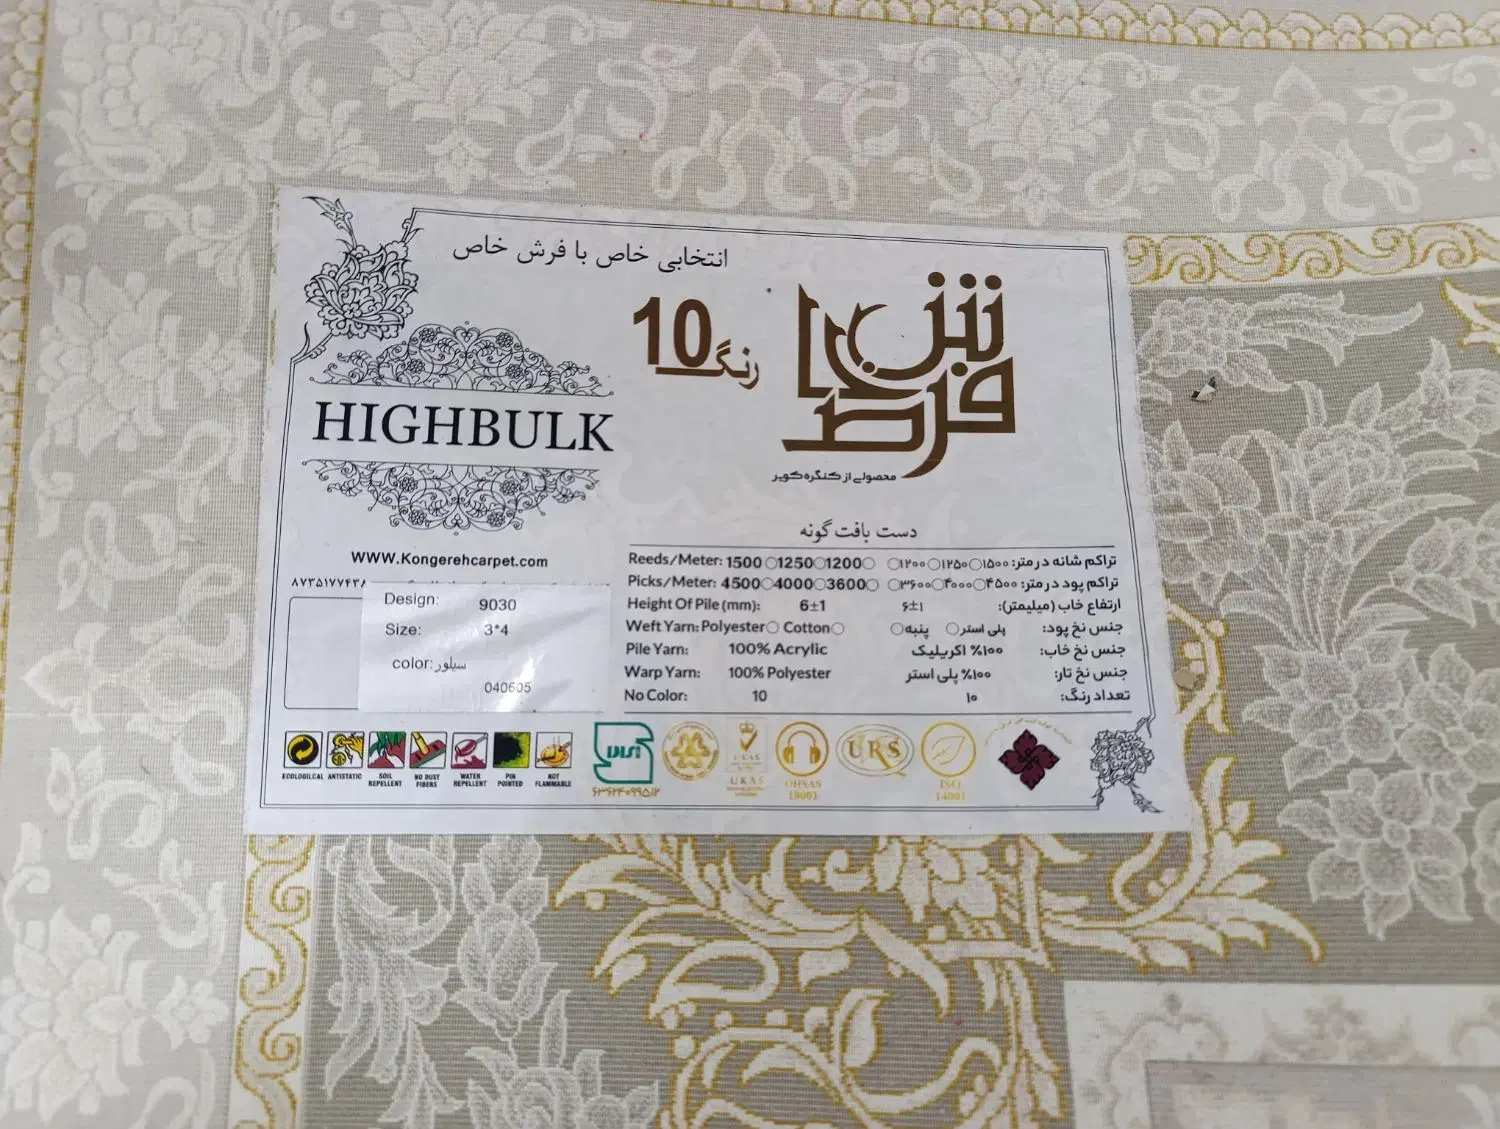 انتخابی خاص با فرش خاص
10 رنگ
فرش خاص
محصولی از کنگره کویر
HIGHBULK
دست بافت گونه
WWW.Kongerehcarpet.com
Reeds/Meter: 1500 ○1250○1200○ ○۱۲۰۰○۱۲۵۰○۱۵۰۰ تراکم شانه در متر:
Picks/Meter: 4500○4000○3600○ ○۳۶۰۰○۴۰۰۰○۴۵۰۰ تراکم پود در متر:
Height Of Pile (mm): 6±1 ۶±۱ ارتفاع خاب (میلیمتر):
Weft Yarn: Polyester○ Cotton○ ○پنبه ○پلی استر جنس نخ پود:
Pile Yarn: 100% Acrylic ۱۰۰٪ اکریلیک جنس نخ خاب:
Warp Yarn: 100% Polyester ۱۰۰٪ پلی استر جنس نخ تار:
No Color: 10 ۱۰ تعداد رنگ:
Design: 9030
Size: 3*4
color: سیلور
040605
ECOLOGILCAL ANTISTATIC SOIL REPELLENT NO DUST FIBERS WATER REPELLENT PIN POINTED NOT FLAMMABLE
UKAS
OHSAS 18001
URS
ISO 14001